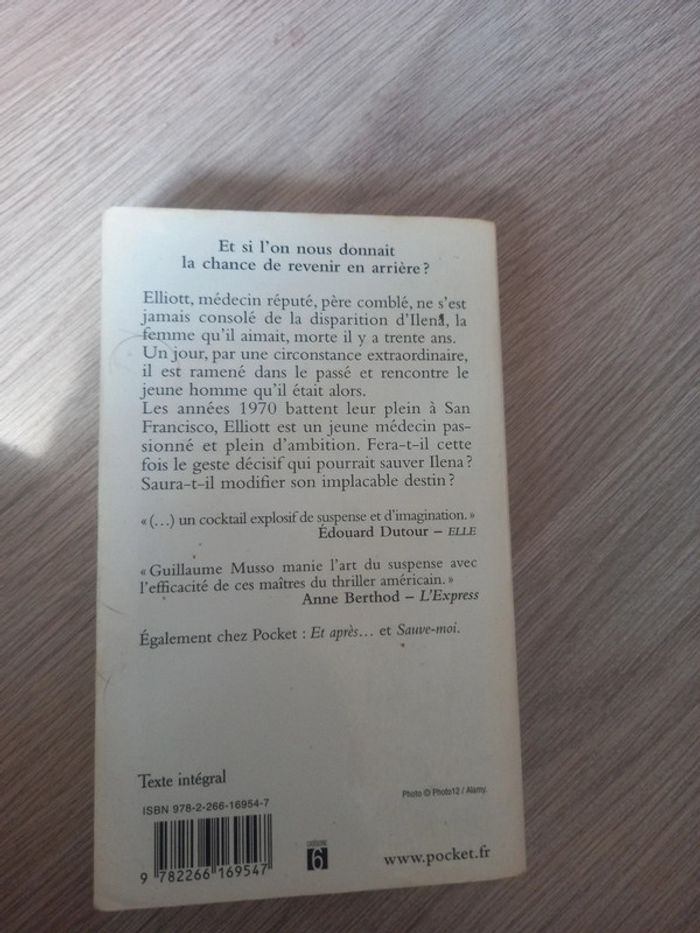 Et si l'on nous donnait
la chance de revenir en arrière ?
Elliott, médecin réputé, père comblé, ne s'est
jamais consolé de la disparition d'Ilena, la
femme qu'il aimait, morte il y a trente ans.
Un jour, par une circonstance extraordinaire,
il est ramené dans le passé et rencontre le
jeune homme qu'il était alors.
Les années 1970 battent leur plein à San
Francisco, Elliott est un jeune médecin pas-
sionné et plein d'ambition. Fera-t-il cette
fois le geste décisif qui pourrait sauver Ilena ?
Saura-t-il modifier son implacable destin ?
« (...) un cocktail explosif de suspense et d'imagination. »
Édouard Dutour – ELLE
« Guillaume Musso manie l'art du suspense avec
l'efficacité de ces maîtres du thriller américain. »
Anne Berthod – L'Express
Également chez Pocket : Et après... et Sauve-moi.
Texte intégral
Photo © Photo12 / Alamy.
ISBN 978-2-266-16954-7
CATÉGORIE
6
www.pocket.fr
9 782266 169547